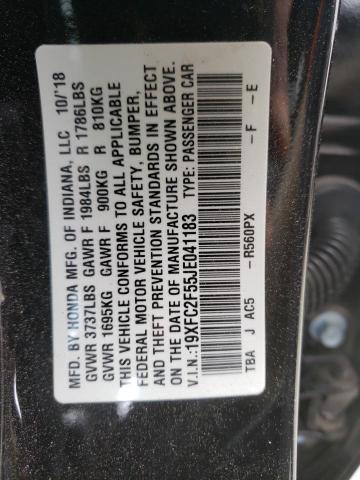 MFD. BY HONDA MFG. OF INDIANA, LLC 10/18
GVWR 3737LBS GAWR F 1984LBS R 1786LBS
GVWR 1695KG GAWR F 900KG R 810KG
THIS VEHICLE CONFORMS TO ALL APPLICABLE
FEDERAL MOTOR VEHICLE SAFETY, BUMPER,
AND THEFT PREVENTION STANDARDS IN EFFECT
ON THE DATE OF MANUFACTURE SHOWN ABOVE.
V.I.N.:19XFC2F55JE041183 TYPE: PASSENGER CAR
TBA J AC5 -R560PX -F -E